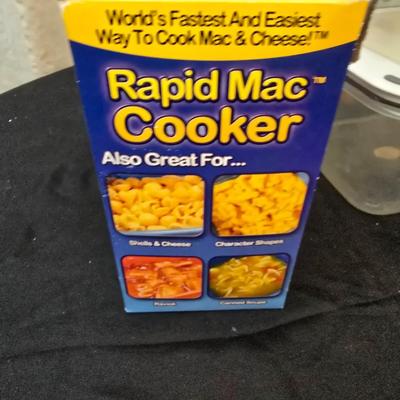 World's Fastest And Easiest
Way To Cook Mac & Cheese!™
Rapid Mac™
Cooker
Also Great For...
Shells & Cheese
Character Shapes
Ravioli
Canned Soups